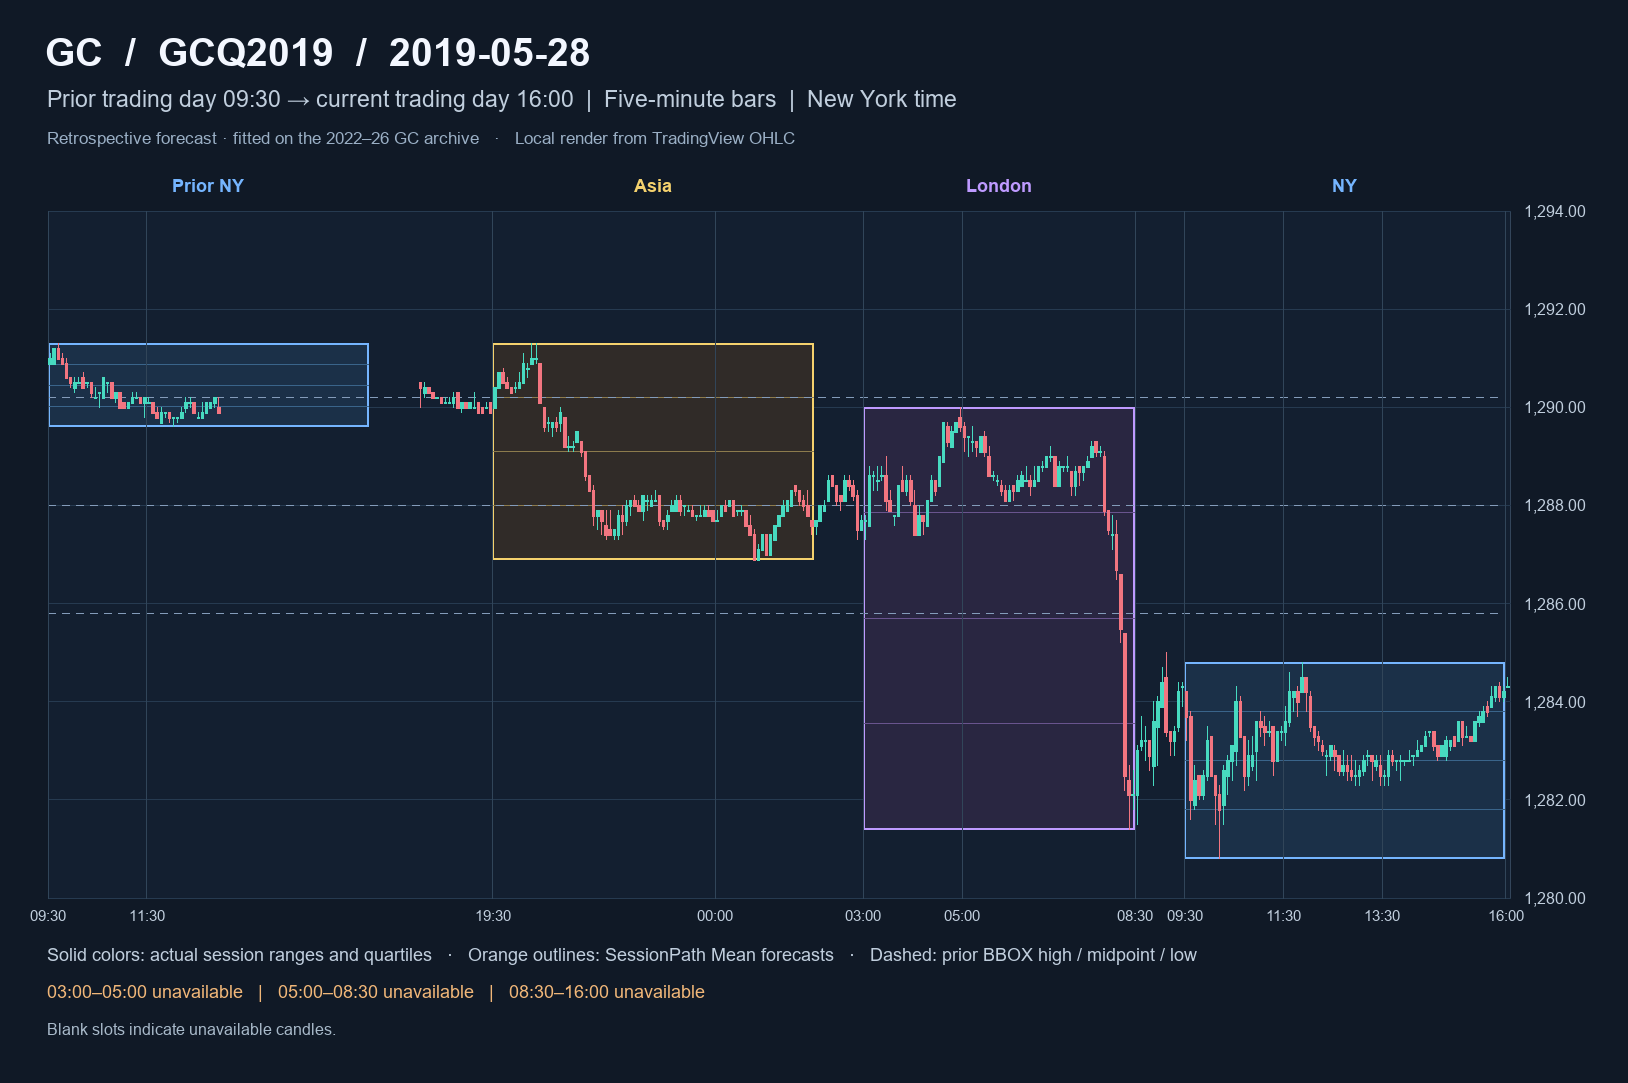 GC / GCQ2019 / 2019-05-28
Prior trading day 09:30 → current trading day 16:00 | Five-minute bars | New York time
Retrospective forecast · fitted on the 2022–26 GC archive · Local render from TradingView OHLC
Prior NY Asia London NY
1,294.00
1,292.00
1,290.00
1,288.00
1,286.00
1,284.00
1,282.00
1,280.00
09:30 11:30 19:30 00:00 03:00 05:00 08:30 09:30 11:30 13:30 16:00
Solid colors: actual session ranges and quartiles · Orange outlines: SessionPath Mean forecasts · Dashed: prior BBOX high / midpoint / low
03:00–05:00 unavailable | 05:00–08:30 unavailable | 08:30–16:00 unavailable
Blank slots indicate unavailable candles.